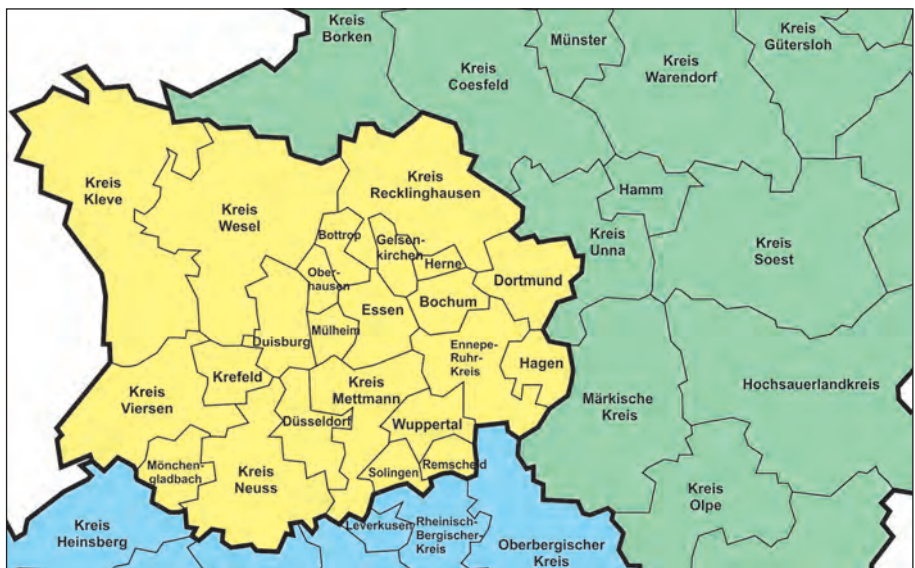 Kreis
Borken
Münster
Kreis
Gütersloh
Kreis
Coesfeld
Kreis
Warendorf
Kreis
Kleve
Kreis
Wesel
Kreis
Recklinghausen
Hamm
Kreis
Unna
Kreis
Soest
Bottrop
Gelsen-
kirchen
Herne
Dortmund
Ober-
hausen
Essen
Bochum
Duisburg
Mülheim
Ennepe-
Ruhr-
Kreis
Hagen
Krefeld
Kreis
Viersen
Kreis
Mettmann
Düsseldorf
Wuppertal
Märkische
Kreis
Hochsauerlandkreis
Mönchen-
gladbach
Kreis
Neuss
Solingen
Remscheid
Kreis
Olpe
Kreis
Heinsberg
Leverkusen
Rheinisch-
Bergischer-
Kreis
Oberbergischer
Kreis